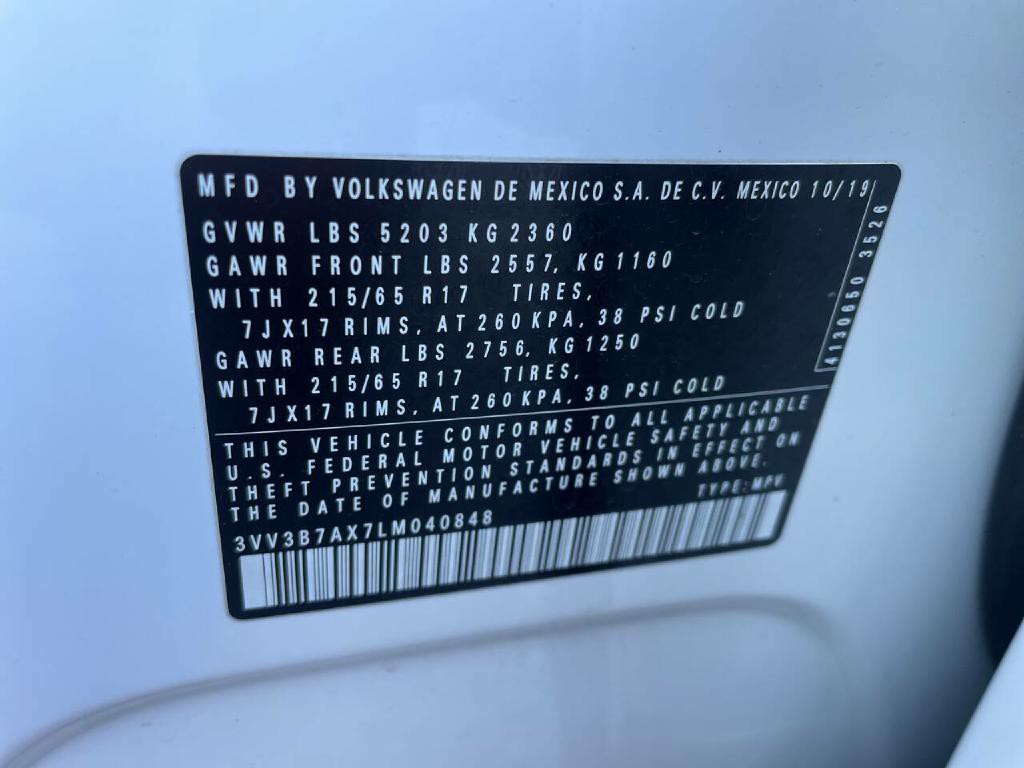 MFD BY VOLKSWAGEN DE MEXICO S.A. DE C.V. MEXICO 10/19
GVWR LBS 5203 KG 2360
GAWR FRONT LBS 2557, KG 1160
WITH 215/65 R17 TIRES,
7JX17 RIMS, AT 260 KPA, 38 PSI COLD
GAWR REAR LBS 2756, KG 1250
WITH 215/65 R17 TIRES,
7JX17 RIMS, AT 260 KPA, 38 PSI COLD
4130650 3526
THIS VEHICLE CONFORMS TO ALL APPLICABLE
U.S. FEDERAL MOTOR VEHICLE SAFETY AND
THEFT PREVENTION STANDARDS IN EFFECT ON
THE DATE OF MANUFACTURE SHOWN ABOVE.
TYPE: MPV
3VV3B7AX7LM040848